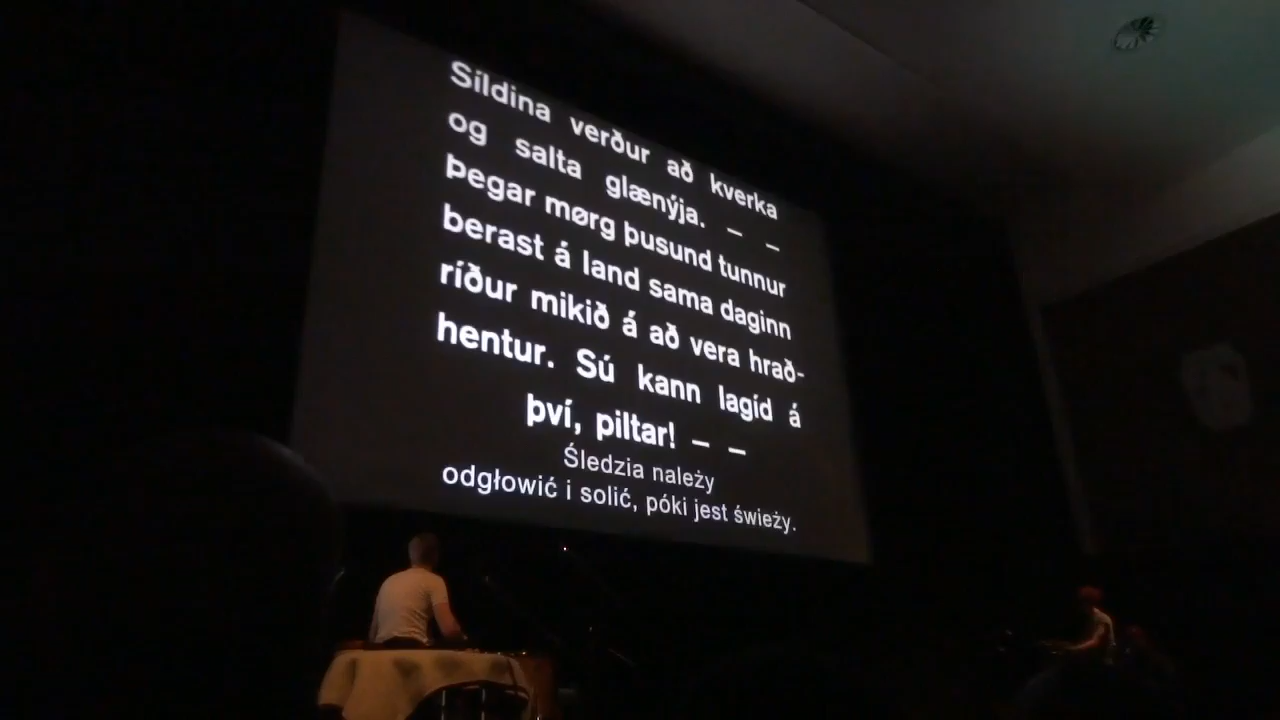 Síldina verður að kverka
og salta glænýja. — —
Þegar mørg þusund tunnur
berast á land sama daginn
ríður mikið á að vera hrað-
hentur. Sú kann lagid á
því, piltar! — —
Śledzia należy
odgłowić i solić, póki jest świeży.